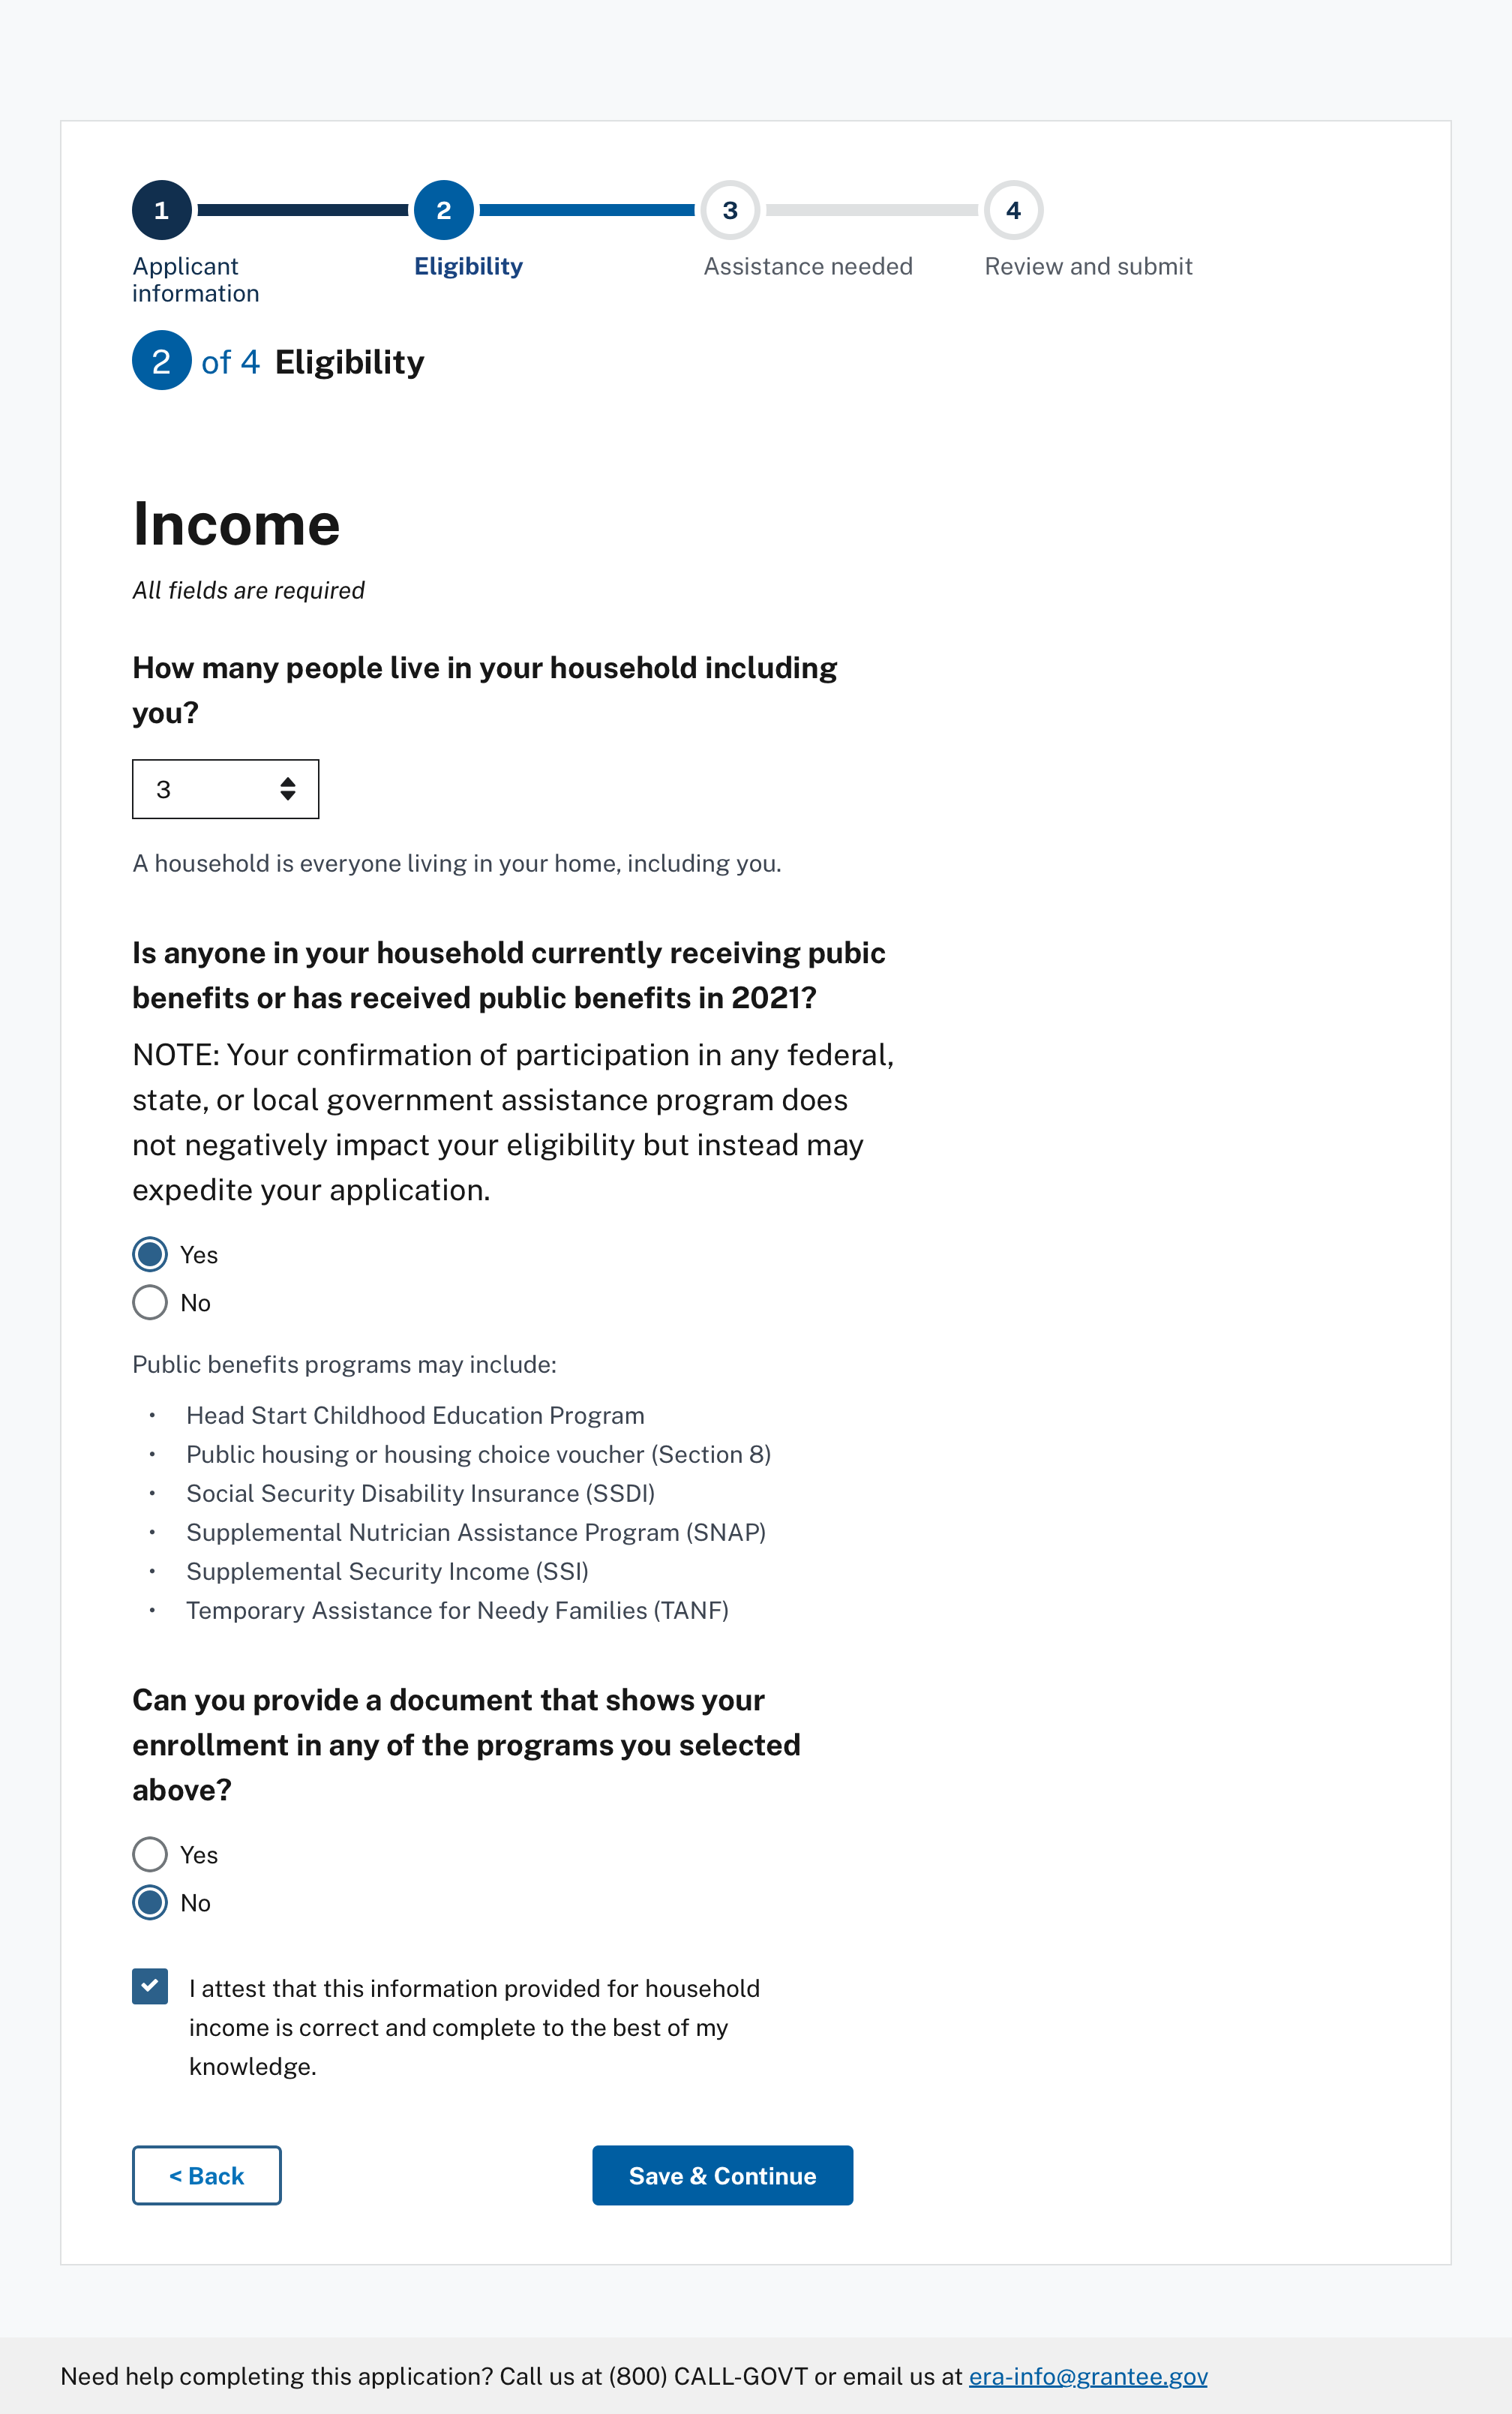 1
2
3
4
Applicant
information
Eligibility
Assistance needed
Review and submit
2 of 4 Eligibility
Income
All fields are required
How many people live in your household including
you?
3
A household is everyone living in your home, including you.
Is anyone in your household currently receiving pubic
benefits or has received public benefits in 2021?
NOTE: Your confirmation of participation in any federal,
state, or local government assistance program does
not negatively impact your eligibility but instead may
expedite your application.
Yes
No
Public benefits programs may include:
• Head Start Childhood Education Program
• Public housing or housing choice voucher (Section 8)
• Social Security Disability Insurance (SSDI)
• Supplemental Nutrician Assistance Program (SNAP)
• Supplemental Security Income (SSI)
• Temporary Assistance for Needy Families (TANF)
Can you provide a document that shows your
enrollment in any of the programs you selected
above?
Yes
No
I attest that this information provided for household
income is correct and complete to the best of my
knowledge.
< Back
Save & Continue
Need help completing this application? Call us at (800) CALL-GOVT or email us at era-info@grantee.gov